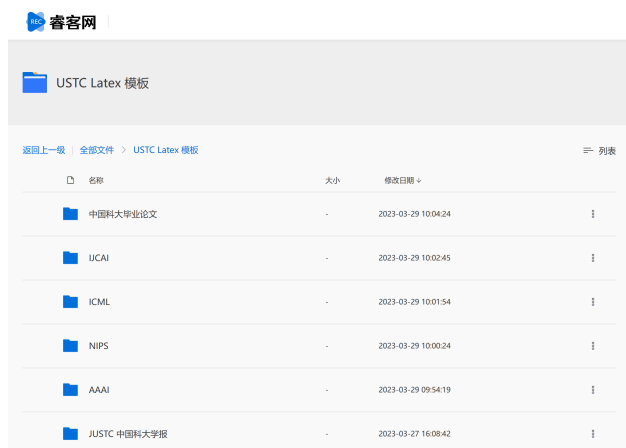 REC 睿客网
USTC Latex 模板
返回上一级 | 全部文件 > USTC Latex 模板 列表
名称 大小 修改日期 ↓
中国科大毕业论文 - 2023-03-29 10:04:24
IJCAI - 2023-03-29 10:02:45
ICML - 2023-03-29 10:01:54
NIPS - 2023-03-29 10:00:24
AAAI - 2023-03-29 09:54:19
JUSTC 中国科大学报 - 2023-03-27 16:08:42